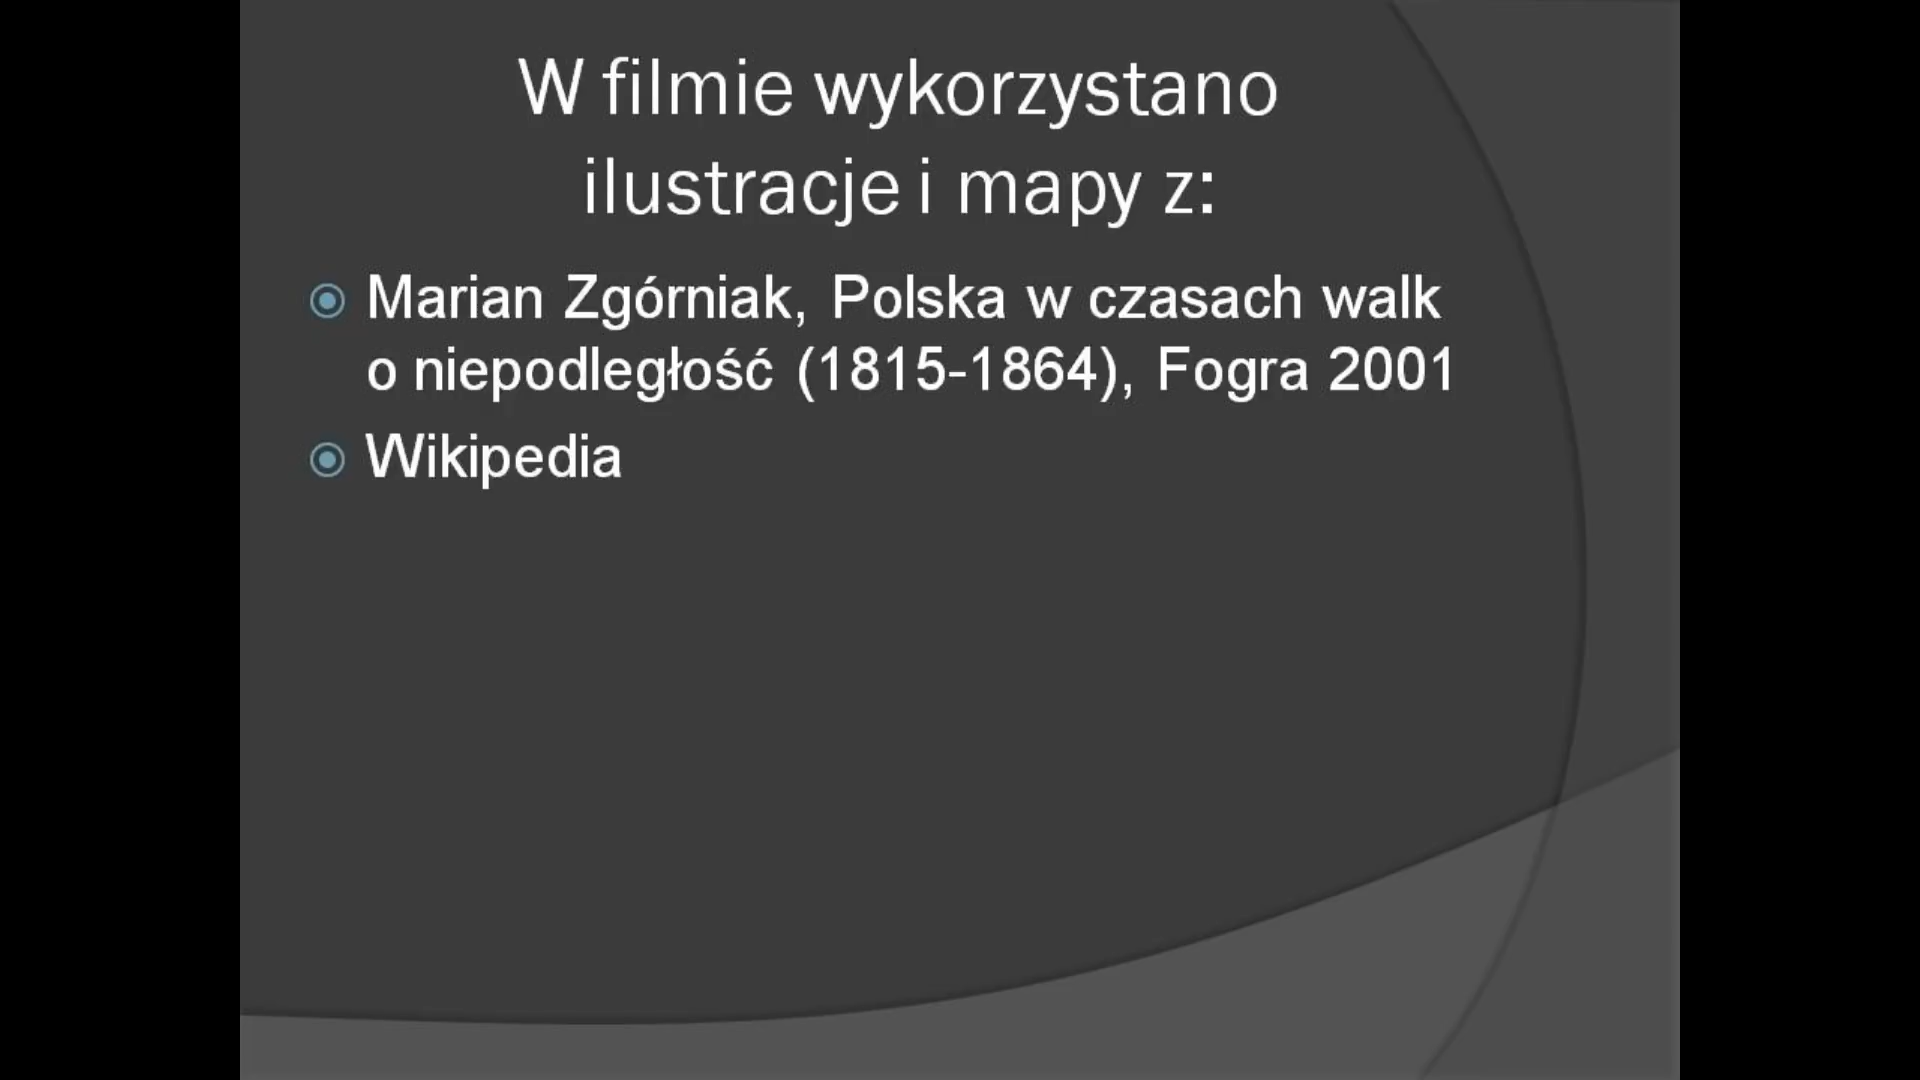 W filmie wykorzystano
ilustracje i mapy z:
Marian Zgórniak, Polska w czasach walk
o niepodległość (1815-1864), Fogra 2001
Wikipedia